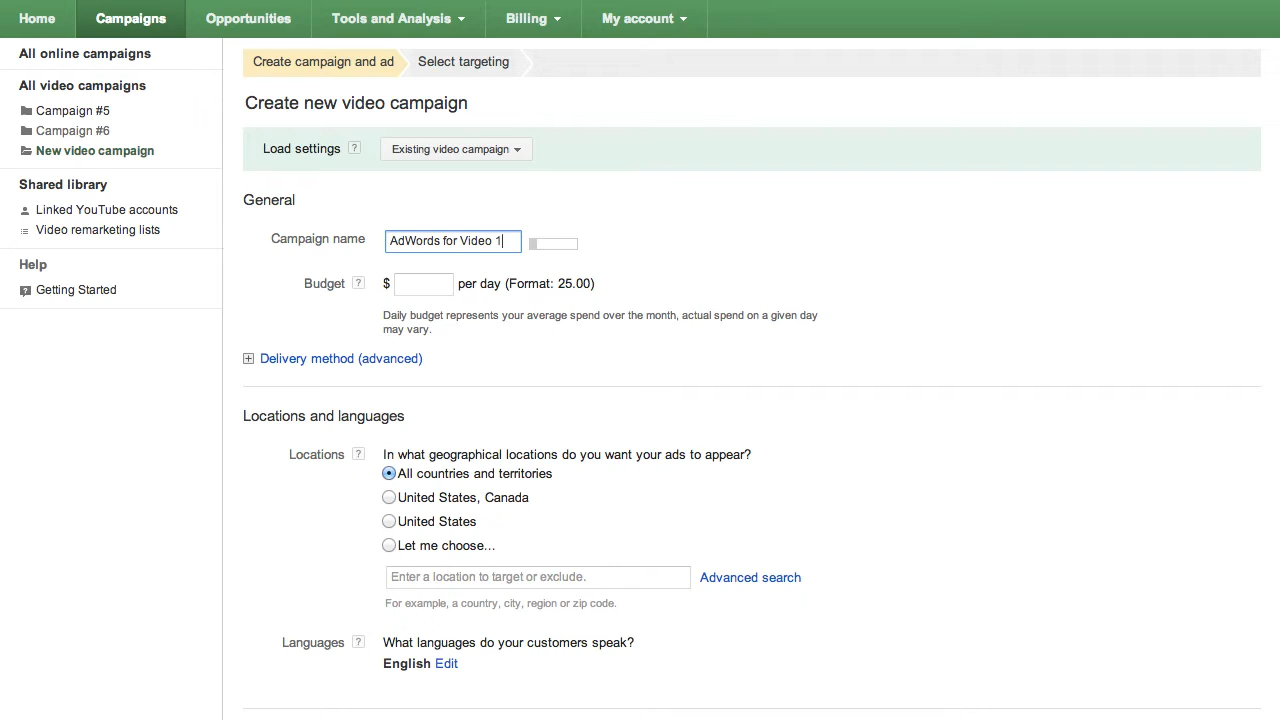 Home Campaigns Opportunities Tools and Analysis Billing My account
All online campaigns
All video campaigns
Campaign #5
Campaign #6
New video campaign
Shared library
Linked YouTube accounts
Video remarketing lists
Help
Getting Started
Create campaign and ad Select targeting
Create new video campaign
Load settings ? Existing video campaign
General
Campaign name AdWords for Video 1
Budget ? $ per day (Format: 25.00)
Daily budget represents your average spend over the month, actual spend on a given day
may vary.
Delivery method (advanced)
Locations and languages
Locations ? In what geographical locations do you want your ads to appear?
All countries and territories
United States, Canada
United States
Let me choose...
Enter a location to target or exclude. Advanced search
For example, a country, city, region or zip code.
Languages ? What languages do your customers speak?
English Edit